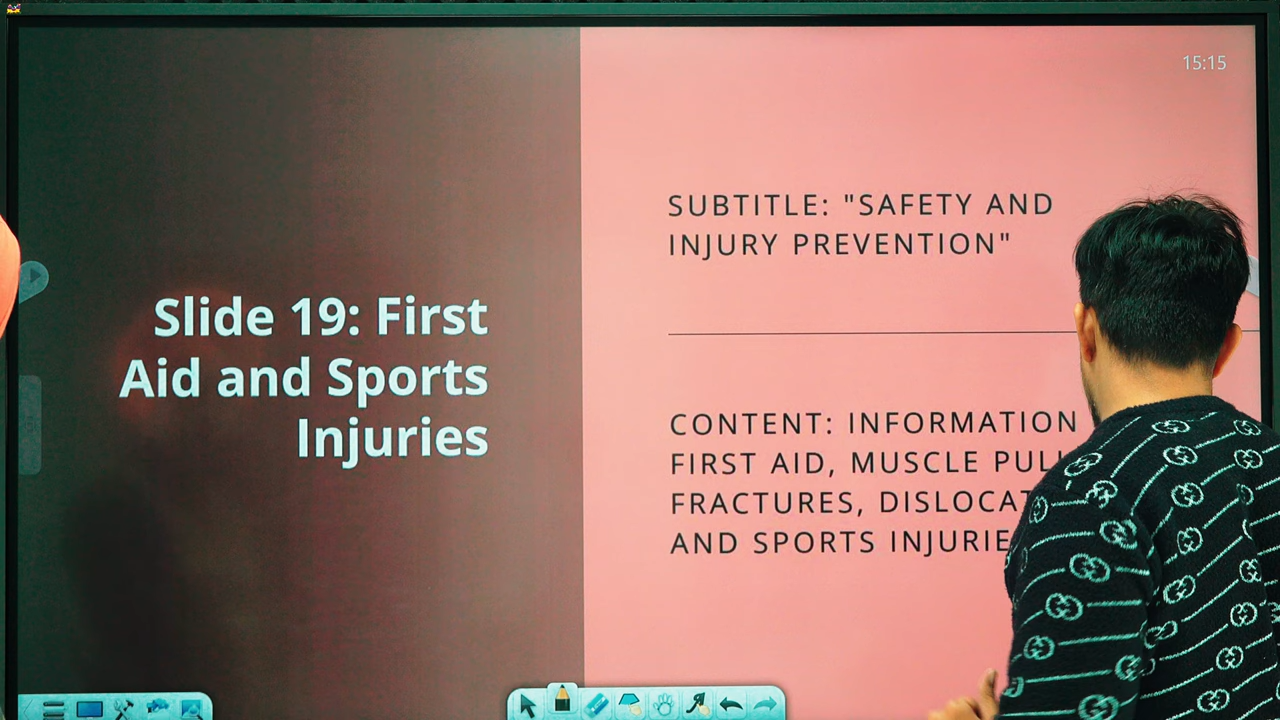 15:15
Slide 19: First
Aid and Sports
Injuries
SUBTITLE: "SAFETY AND
INJURY PREVENTION"
CONTENT: INFORMATION
FIRST AID, MUSCLE
FRACTURES,
AND SPORTS